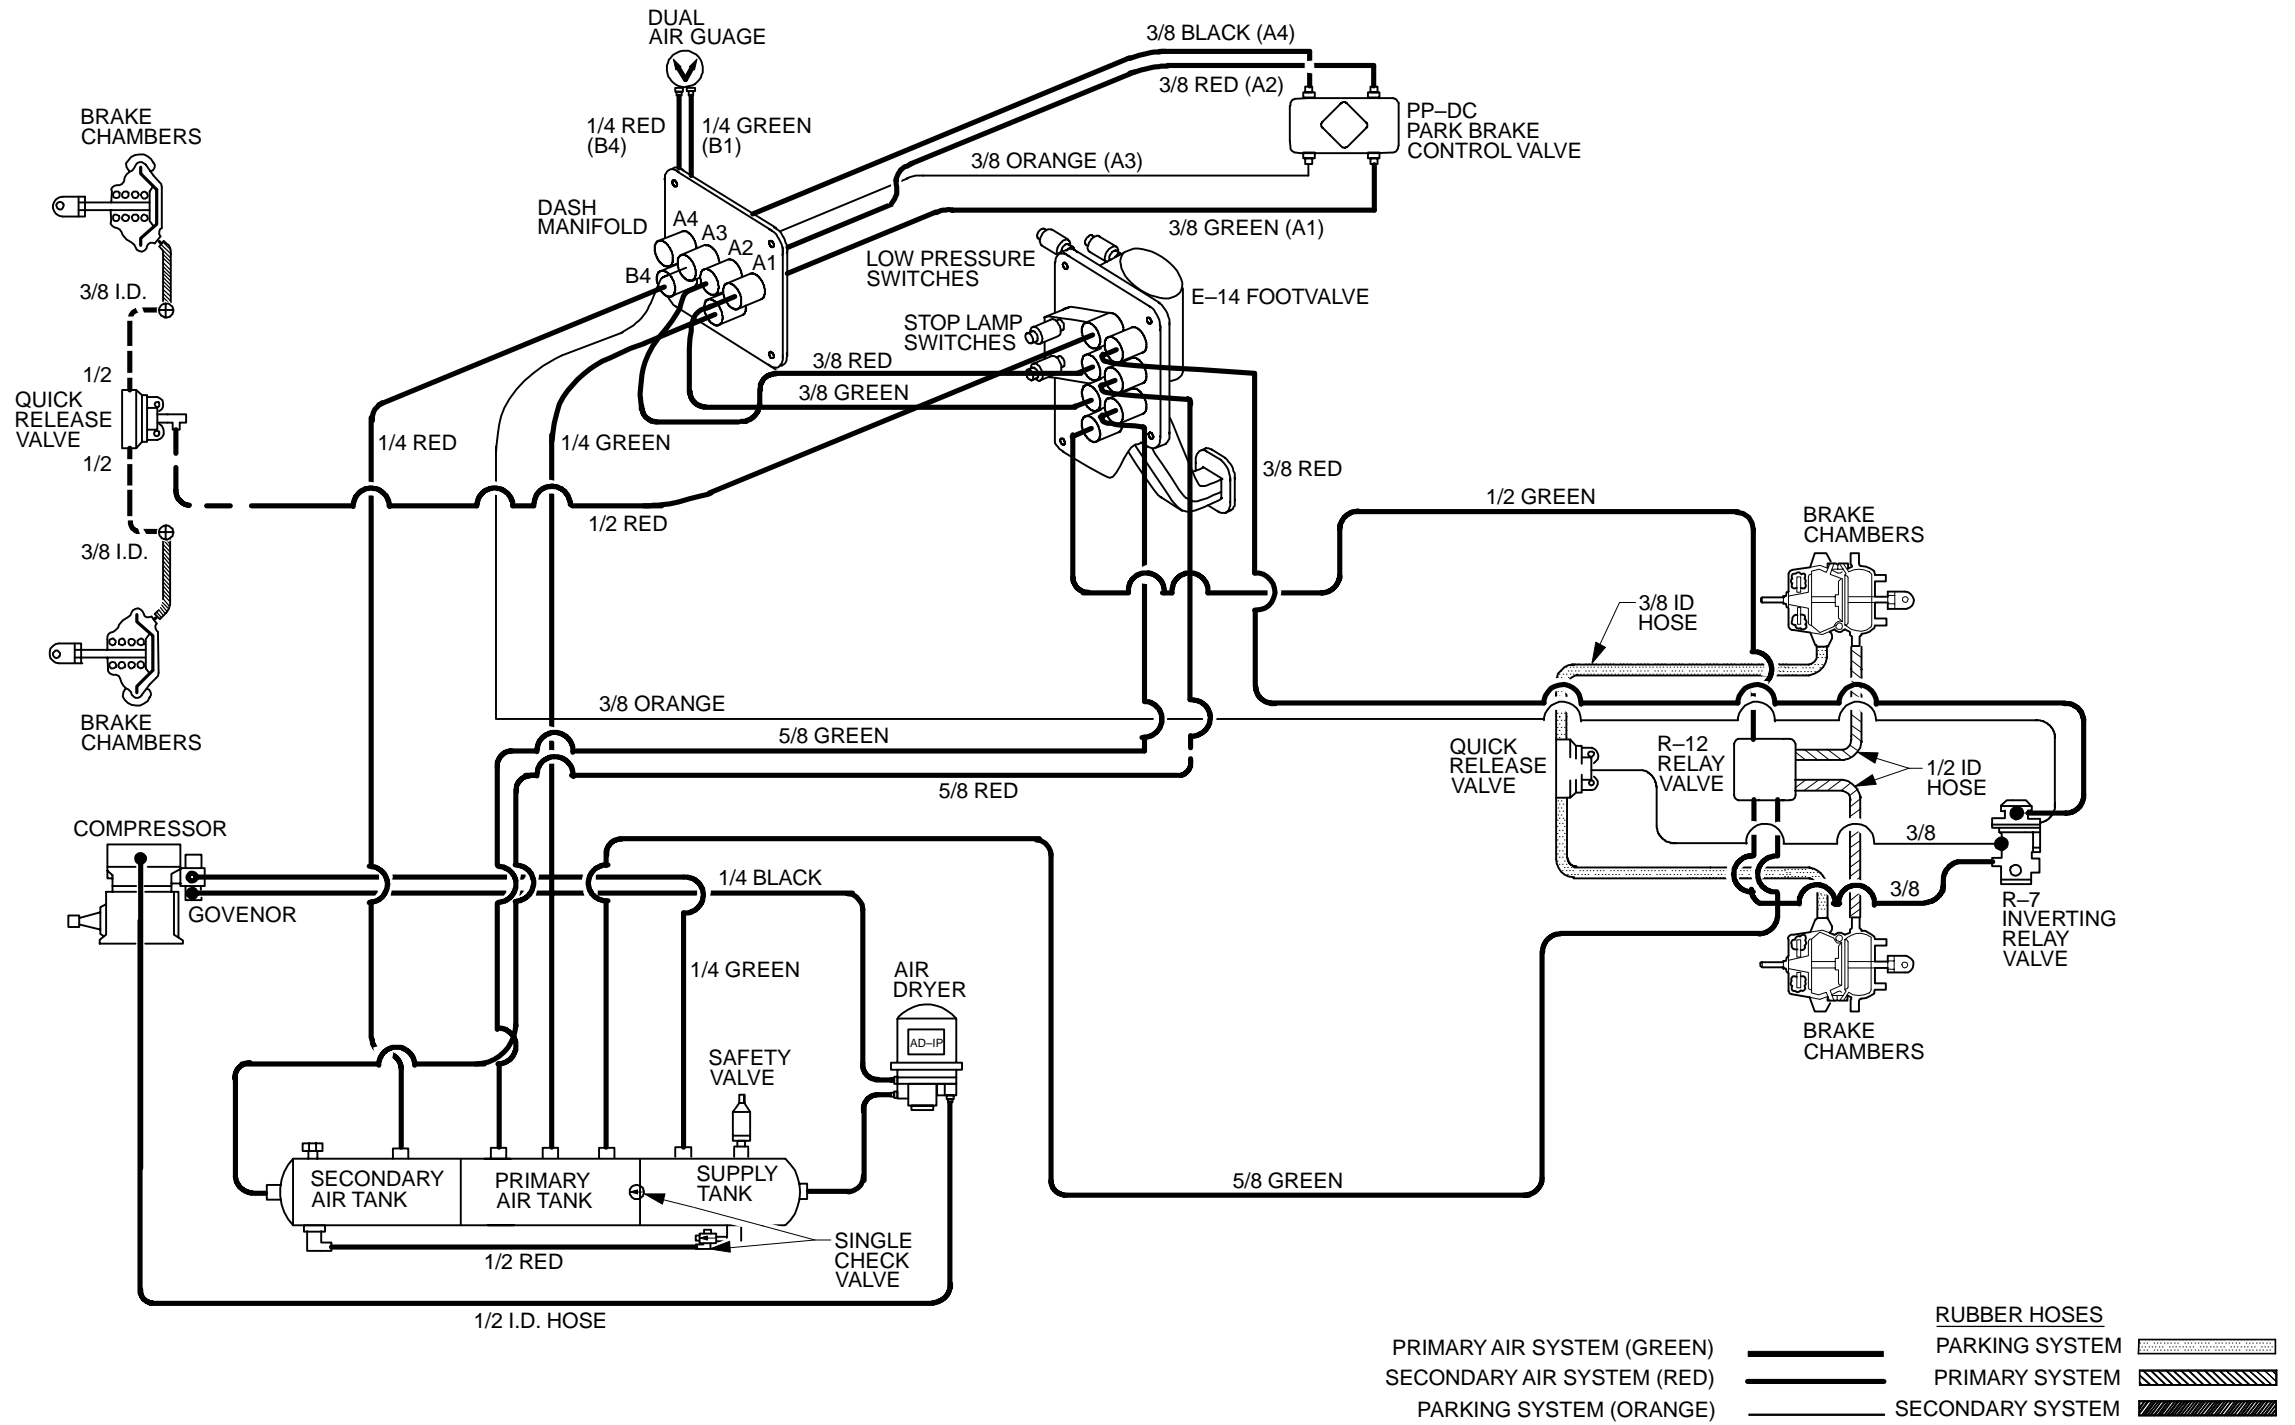 DUAL
AIR GUAGE
3/8 BLACK (A4)
3/8 RED (A2)
BRAKE
CHAMBERS
1/4 RED
(B4)
1/4 GREEN
(B1)
PP–DC
PARK BRAKE
CONTROL VALVE
3/8 ORANGE (A3)
DASH
MANIFOLD
A4
A3
A2
A1
B4
3/8 GREEN (A1)
LOW PRESSURE
SWITCHES
E–14 FOOTVALVE
3/8 I.D.
STOP LAMP
SWITCHES
1/2
3/8 RED
3/8 GREEN
QUICK
RELEASE
VALVE
1/2
1/4 RED
1/4 GREEN
3/8 RED
1/2 GREEN
1/2 RED
BRAKE
CHAMBERS
3/8 I.D.
3/8 ID
HOSE
BRAKE
CHAMBERS
3/8 ORANGE
5/8 GREEN
5/8 RED
QUICK
RELEASE
VALVE
R–12
RELAY
VALVE
1/2 ID
HOSE
COMPRESSOR
GOVENOR
1/4 BLACK
3/8
3/8
R–7
INVERTING
RELAY
VALVE
1/4 GREEN
AIR
DRYER
AD–IP
BRAKE
CHAMBERS
SAFETY
VALVE
SECONDARY
AIR TANK
PRIMARY
AIR TANK
SUPPLY
TANK
5/8 GREEN
SINGLE
CHECK
VALVE
1/2 RED
1/2 I.D. HOSE
RUBBER HOSES
PRIMARY AIR SYSTEM (GREEN)
PARKING SYSTEM
SECONDARY AIR SYSTEM (RED)
PRIMARY SYSTEM
PARKING SYSTEM (ORANGE)
SECONDARY SYSTEM